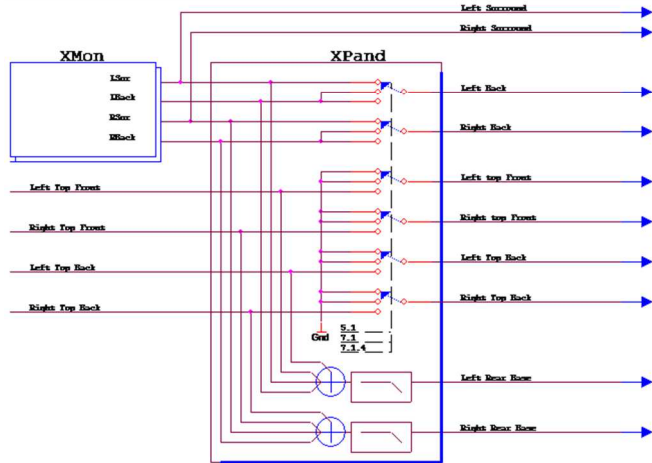 Left Surround
Right Surround
XMon
XPand
LSur
LBack
Left Back
RSur
RBack
Right Back
Left Top Front
Left top Front
Right Top Front
Right top Front
Left Top Back
Left Top Back
Right Top Back
Right Top Back
Gnd
5.1
7.1
7.1.4
Left Rear Base
Right Rear Base